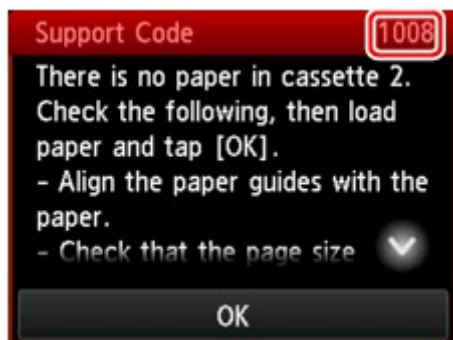 Support Code 1008
There is no paper in cassette 2.
Check the following, then load
paper and tap [OK].
- Align the paper guides with the
paper.
- Check that the page size
OK